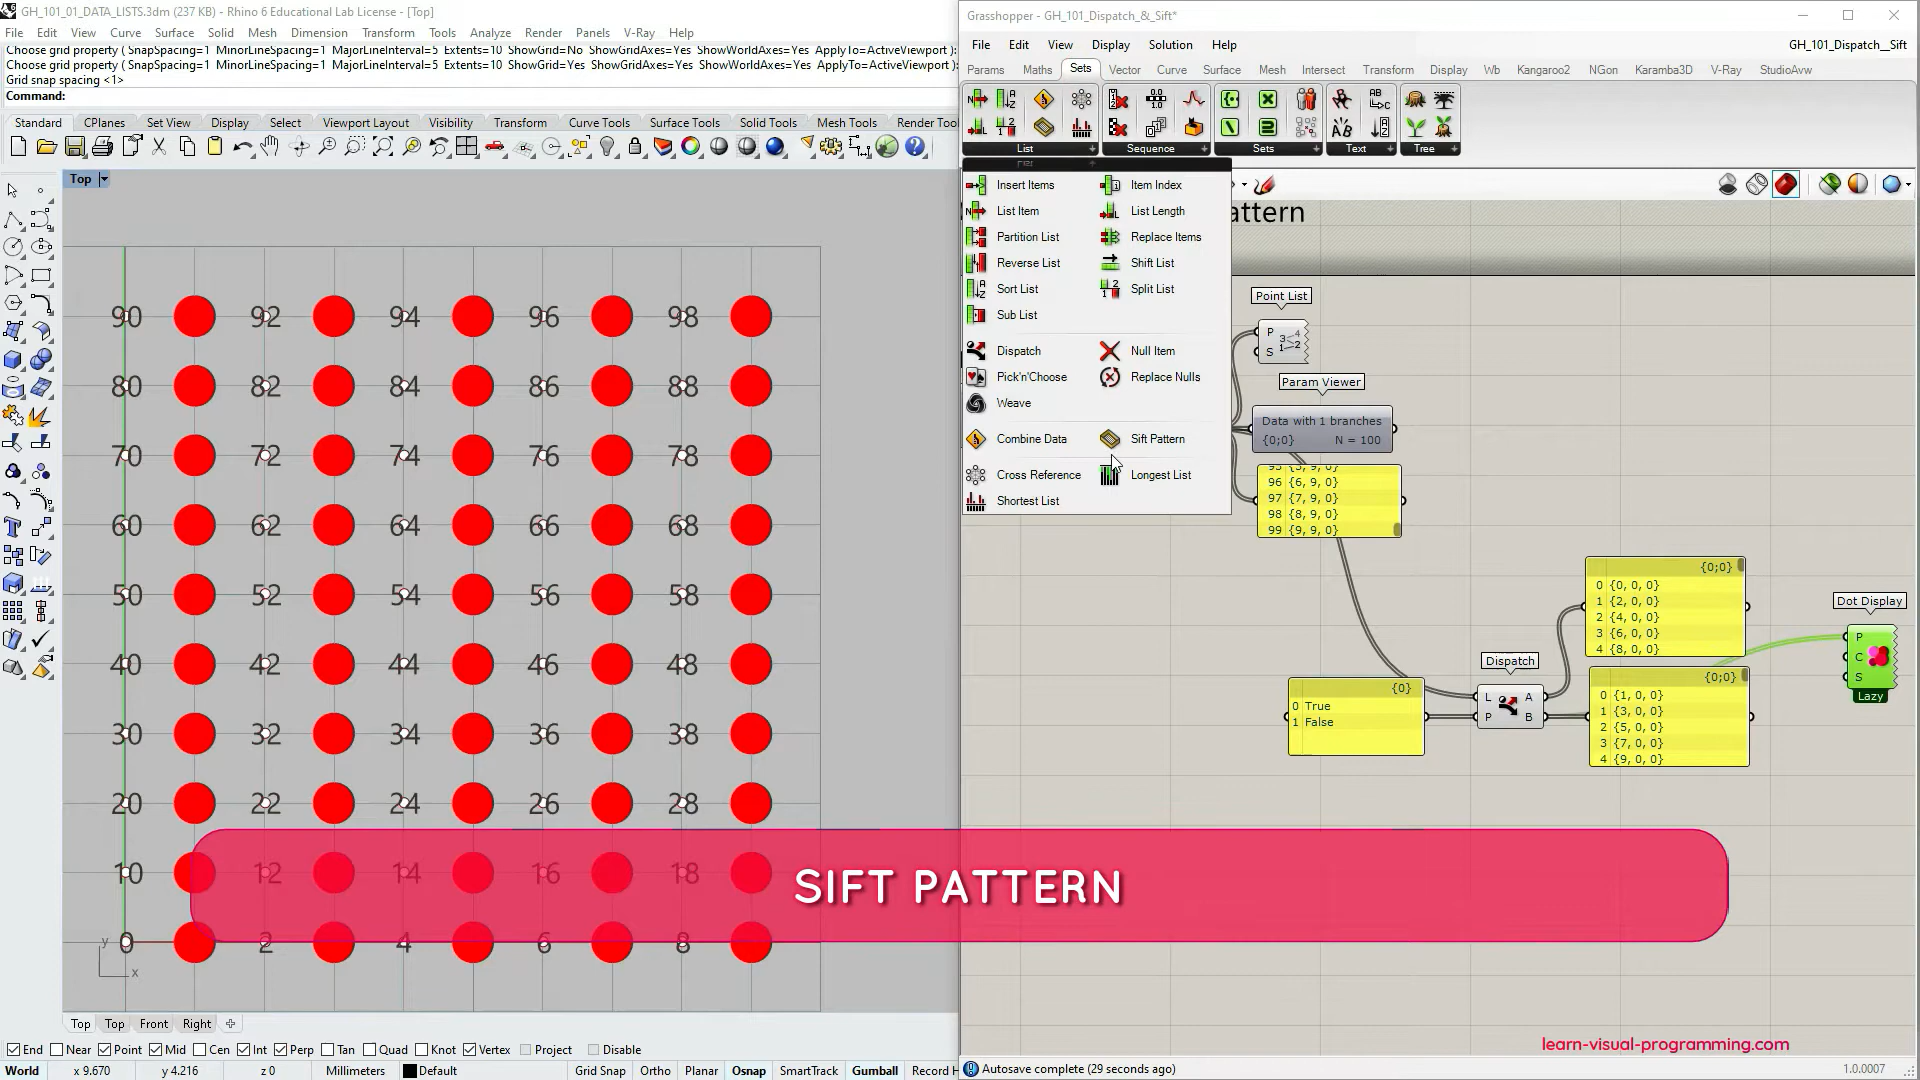 GH_101_01_DATA_LISTS.3dm (237 KB) - Rhino 6 Educational Lab License - [Top]
File Edit View Curve Surface Solid Mesh Dimension Transform Tools Analyze Render Panels V-Ray Help
Choose grid property ( SnapSpacing=1 MinorLineSpacing=1 MajorLineInterval=5 Extents=10 ShowGrid=No ShowGridAxes=Yes ShowWorldAxes=Yes ApplyTo=ActiveViewport ):
Choose grid property ( SnapSpacing=1 MinorLineSpacing=1 MajorLineInterval=5 Extents=10 ShowGrid=Yes ShowGridAxes=Yes ShowWorldAxes=Yes ApplyTo=ActiveViewport ):
Grid snap spacing <1>
Command:
Standard CPlanes Set View Display Select Viewport Layout Visibility Transform Curve Tools Surface Tools Solid Tools Mesh Tools Render Tool
Top
90 92 94 96 98
80 82 84 86 88
70 72 74 76 78
60 62 64 66 68
50 52 54 56 58
40 42 44 46 48
30 32 34 36 38
20 22 24 26 28
10 12 14 16 18
0 2 4 6 8
y
x
Top Top Front Right
End Near Point Mid Cen Int Perp Tan Quad Knot Vertex Project Disable
World x 9.670 y 4.216 z 0 Millimeters Default Grid Snap Ortho Planar Osnap SmartTrack Gumball Record H
Grasshopper - GH_101_Dispatch_&_Sift*
File Edit View Display Solution Help
GH_101_Dispatch__Sift
Params Maths Sets Vector Curve Surface Mesh Intersect Transform Display Wb Kangaroo2 NGon Karamba3D V-Ray StudioAvw
List Sequence Sets Text Tree
Insert Items Item Index
List Item List Length
Partition List Replace Items
Reverse List Shift List
Sort List Split List
Sub List
Dispatch Null Item
Pick'n'Choose Replace Nulls
Weave
Combine Data Sift Pattern
Cross Reference Longest List
Shortest List
attern
Point List
P
S
Param Viewer
Data with 1 branches
{0;0} N = 100
96 {6, 9, 0}
97 {7, 9, 0}
98 {8, 9, 0}
99 {9, 9, 0}
{0}
0 True
1 False
Dispatch
L A
P B
{0;0}
0 {0, 0, 0}
1 {2, 0, 0}
2 {4, 0, 0}
3 {6, 0, 0}
4 {8, 0, 0}
{0;0}
0 {1, 0, 0}
1 {3, 0, 0}
2 {5, 0, 0}
3 {7, 0, 0}
4 {9, 0, 0}
Dot Display
P
C
S
Lazy
SIFT PATTERN
learn-visual-programming.com
Autosave complete (29 seconds ago)
1.0.0007